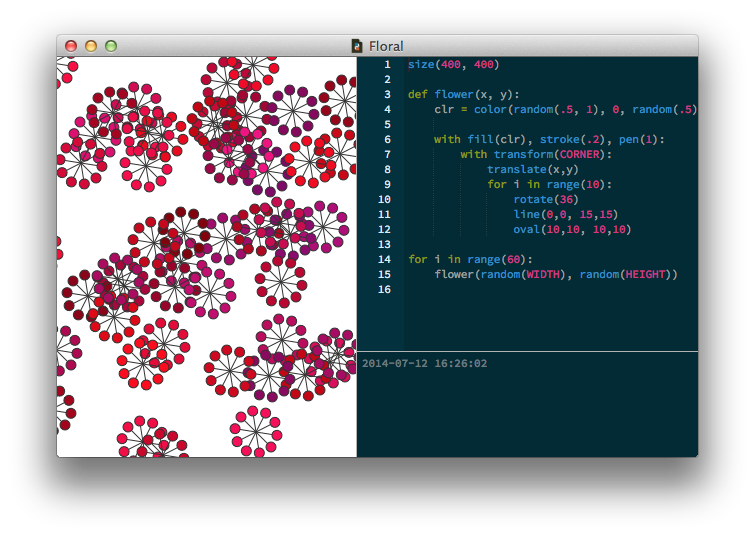 Floral
1 size(400, 400)
2
3 def flower(x, y):
4     clr = color(random(.5, 1), 0, random(.5)
5
6     with fill(clr), stroke(.2), pen(1):
7         with transform(CORNER):
8             translate(x,y)
9             for i in range(10):
10                rotate(36)
11                line(0,0, 15,15)
12                oval(10,10, 10,10)
13
14 for i in range(60):
15    flower(random(WIDTH), random(HEIGHT))
16
2014-07-12 16:26:02